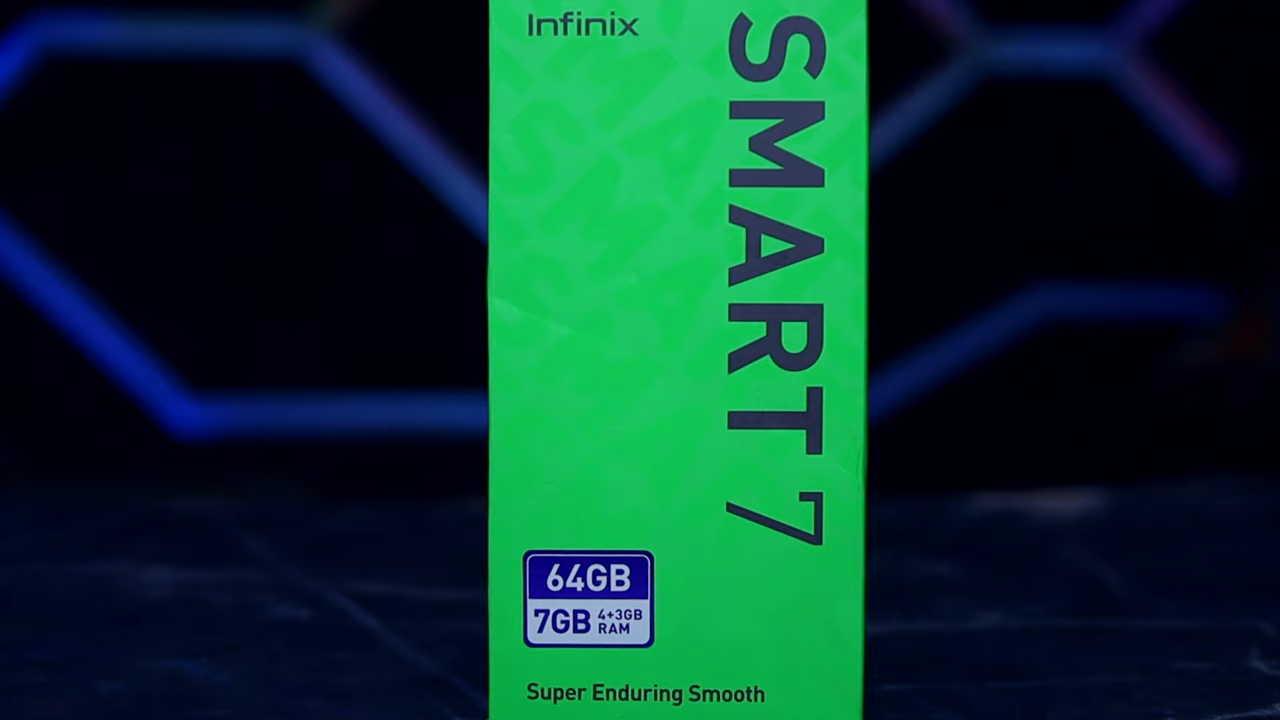 Infinix
SMART 7
64GB
7GB 4+3GB RAM
Super Enduring Smooth